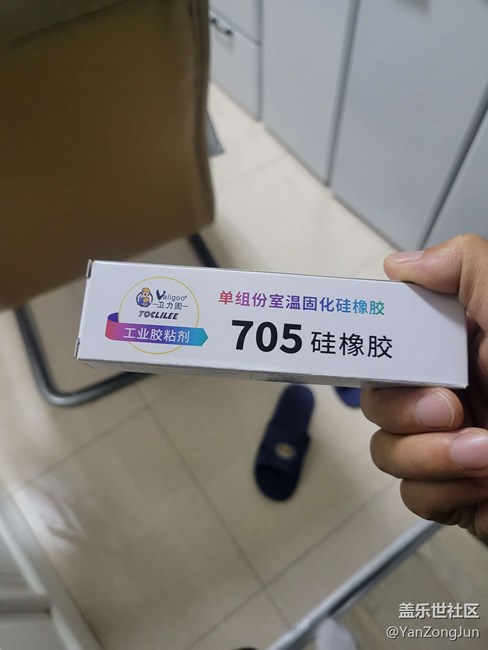 Valigoo
卫力固
TOCLILEE
工业胶粘剂
单组份室温固化硅橡胶
705 硅橡胶
盖乐世社区
@YanZongJun